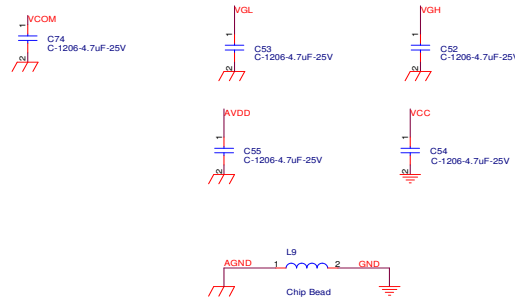 VCOM
1
C74
C-1206-4.7uF-25V
2
VGL
1
C53
C-1206-4.7uF-25V
2
VGH
1
C52
C-1206-4.7uF-25V
2
AVDD
1
C55
C-1206-4.7uF-25V
2
VCC
1
C54
C-1206-4.7uF-25V
2
L9
AGND 1 2 GND
Chip Bead